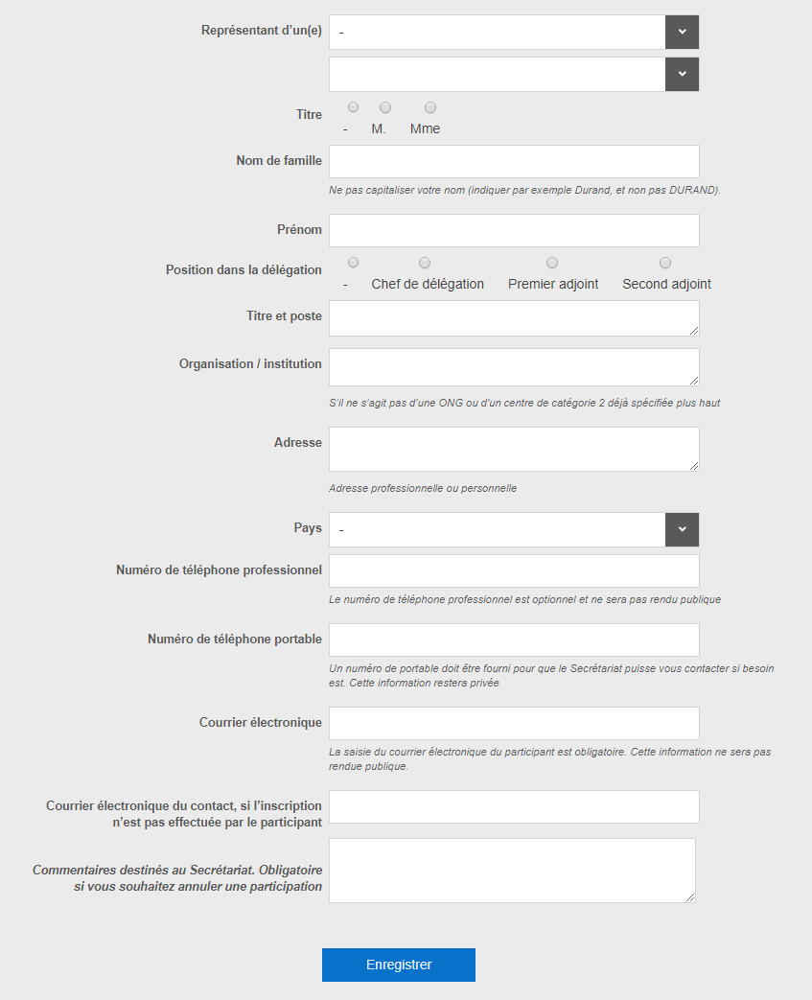 Représentant d’un(e)
-
Titre
- M. Mme
Nom de famille
Ne pas capitaliser votre nom (indiquer par exemple Durand, et non pas DURAND).
Prénom
Position dans la délégation
- Chef de délégation Premier adjoint Second adjoint
Titre et poste
Organisation / institution
S'il ne s'agit pas d'une ONG ou d'un centre de catégorie 2 déjà spécifiée plus haut
Adresse
Adresse professionnelle ou personnelle
Pays
-
Numéro de téléphone professionnel
Le numéro de téléphone professionnel est optionnel et ne sera pas rendu publique
Numéro de téléphone portable
Un numéro de portable doit être fourni pour que le Secrétariat puisse vous contacter si besoin
est. Cette information restera privée
Courrier électronique
La saisie du courrier électronique du participant est obligatoire. Cette information ne sera pas
rendue publique.
Courrier électronique du contact, si l’inscription
n’est pas effectuée par le participant
Commentaires destinés au Secrétariat. Obligatoire
si vous souhaitez annuler une participation
Enregistrer